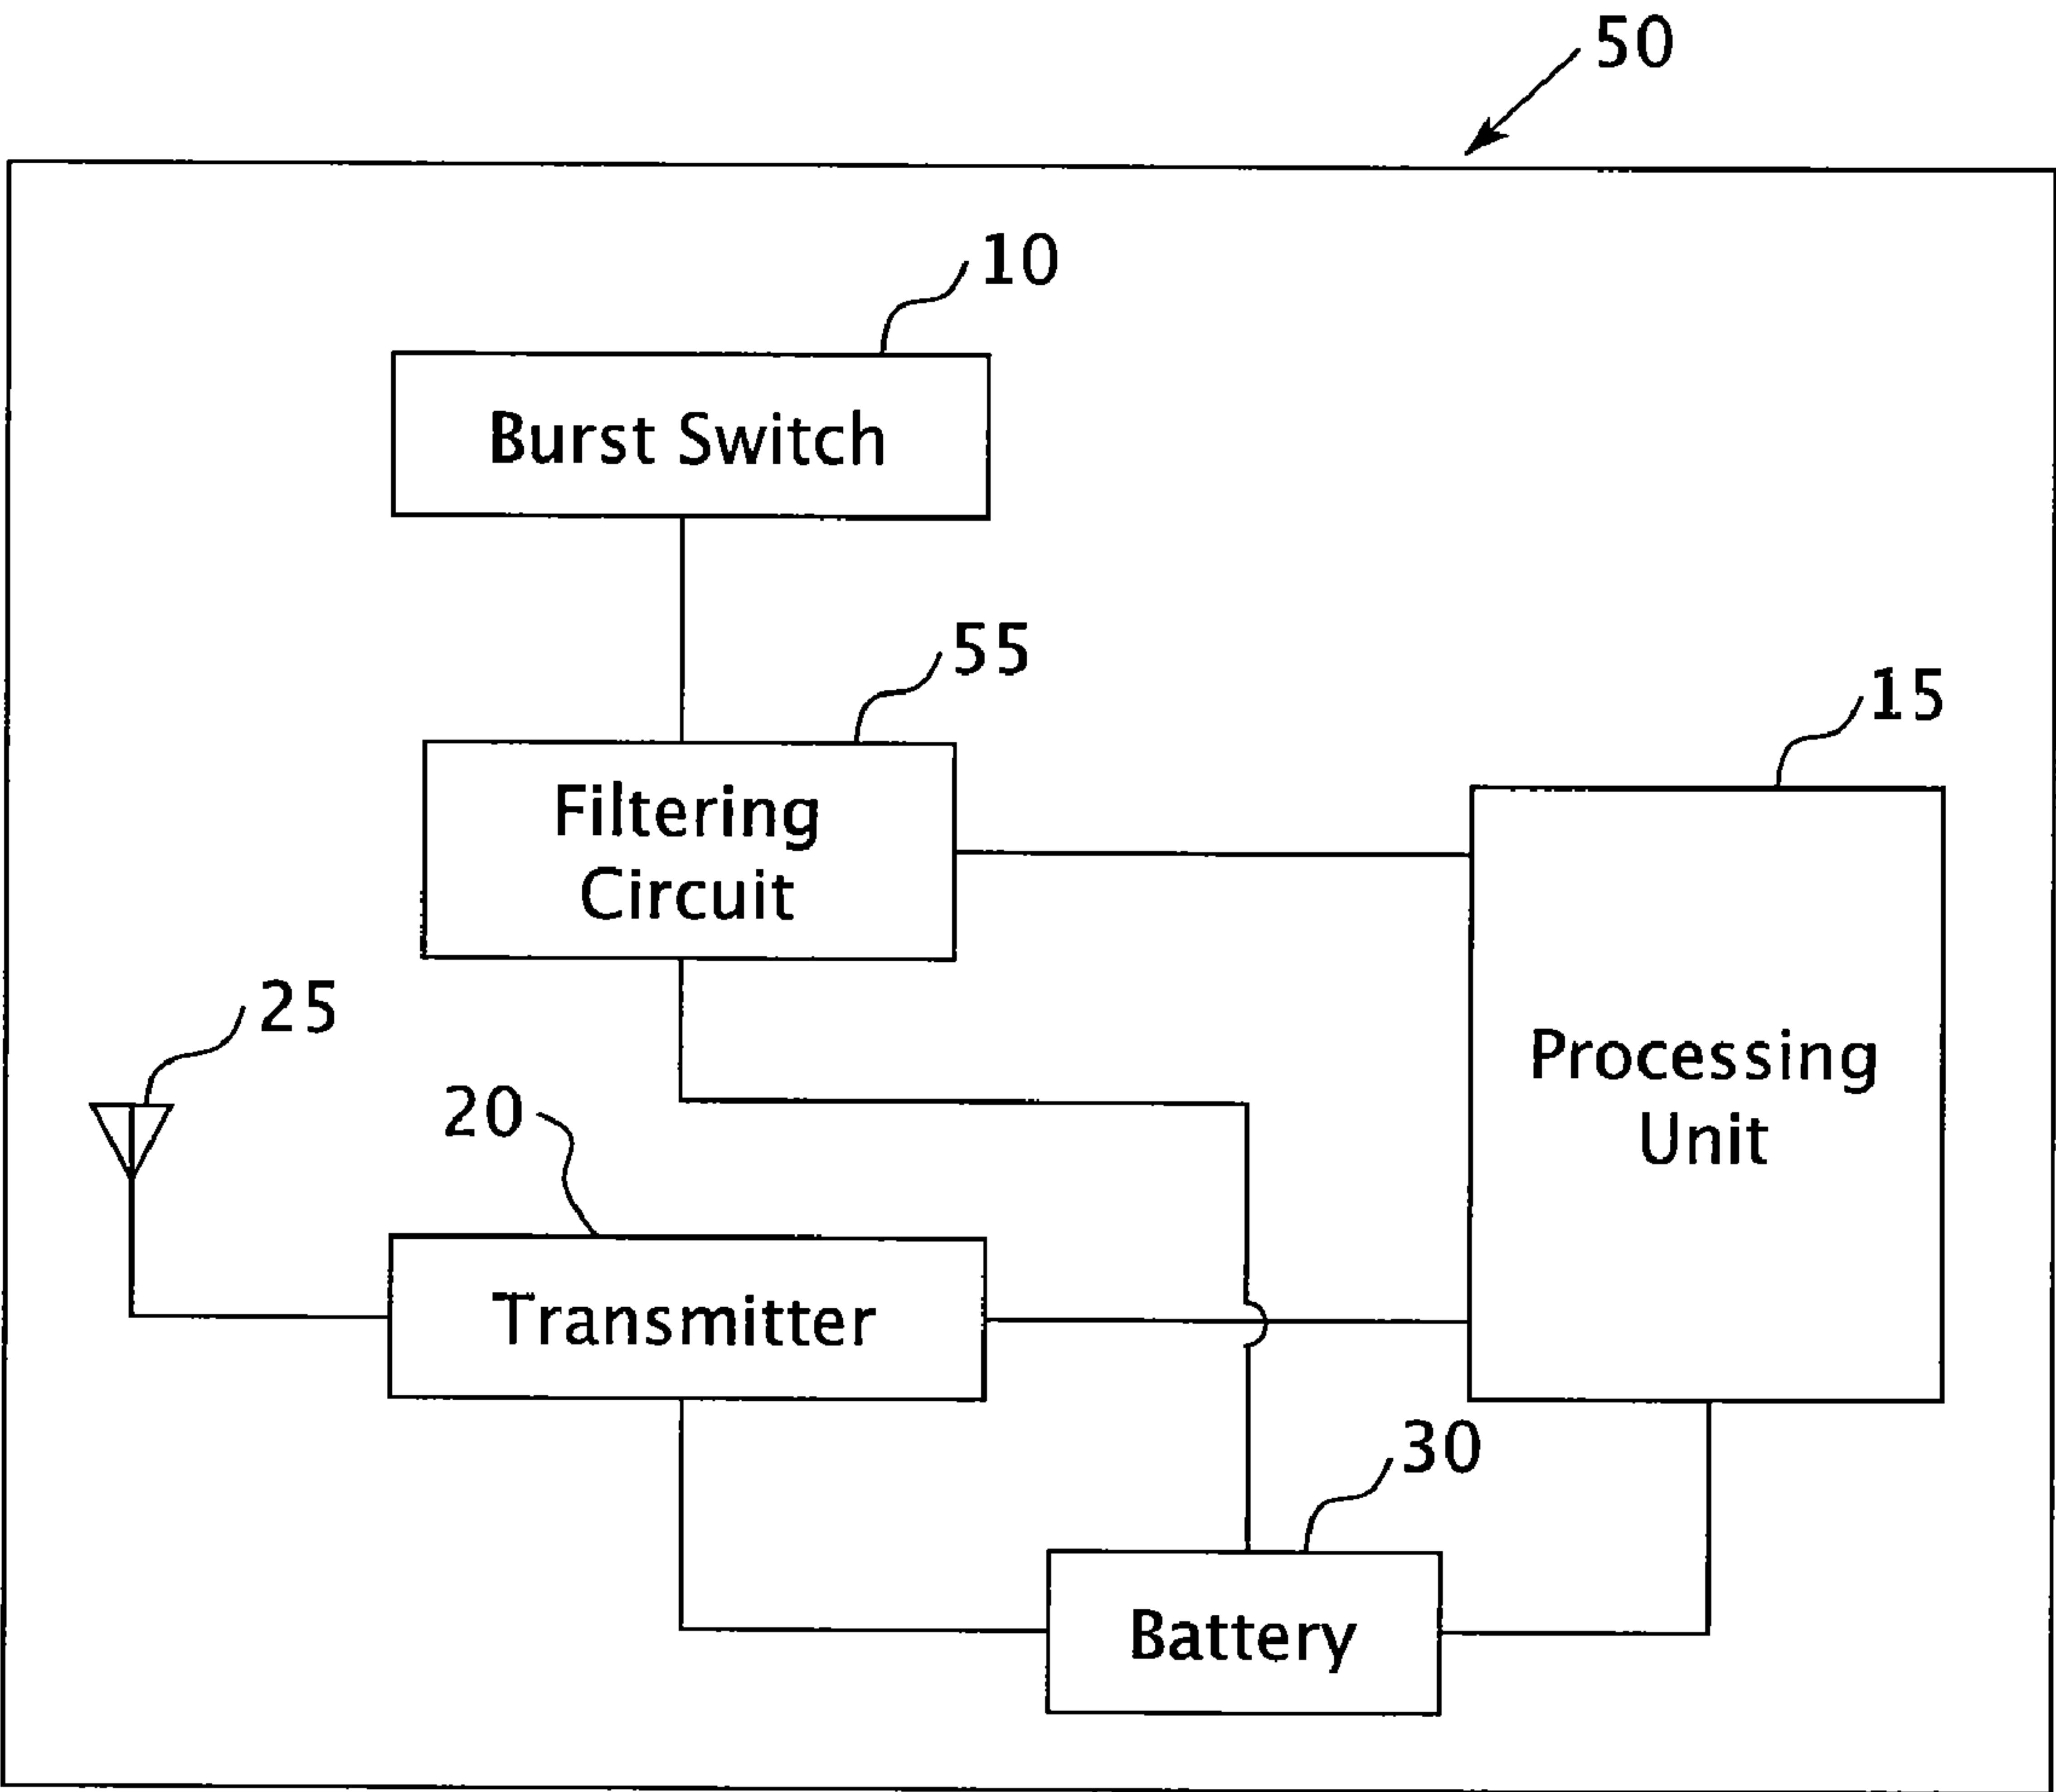 50
10
Burst Switch
55
15
Filtering
Circuit
25
Processing
Unit
20
Transmitter
30
Battery